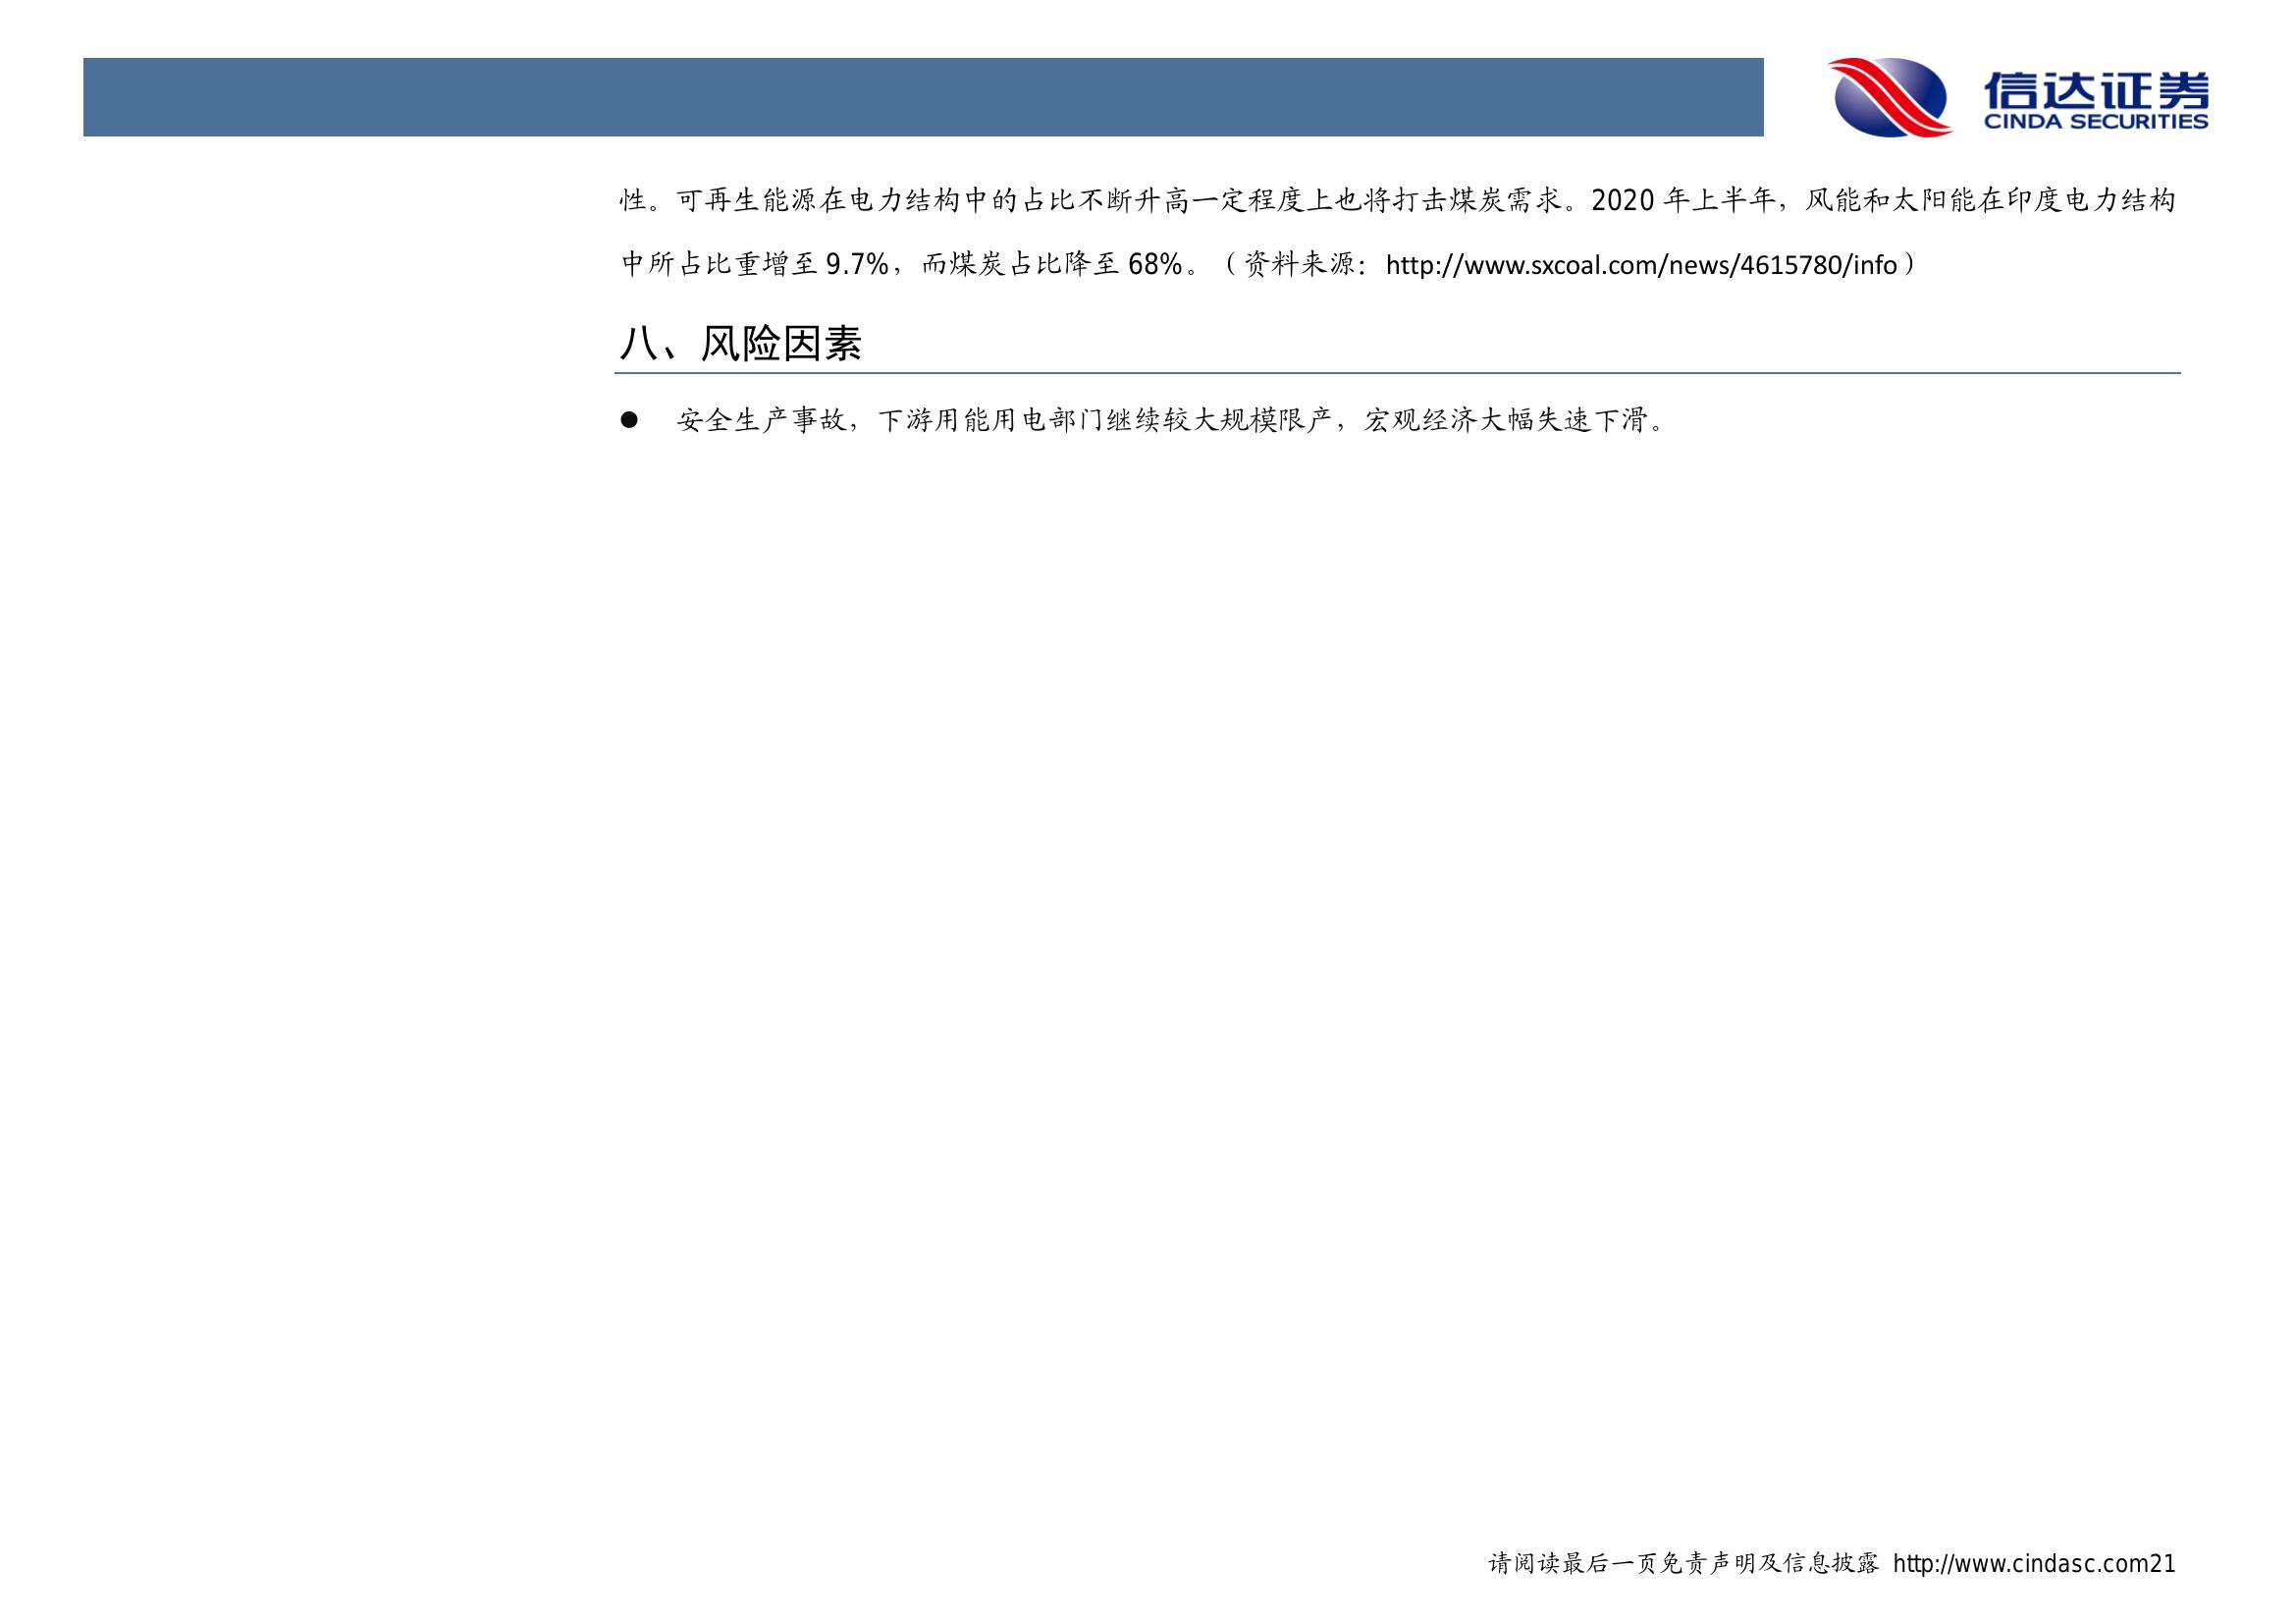 信达证券
CINDA SECURITIES
性。可再生能源在电力结构中的占比不断升高一定程度上也将打击煤炭需求。2020 年上半年，风能和太阳能在印度电力结构
中所占比重增至 9.7%，而煤炭占比降至 68%。（资料来源：http://www.sxcoal.com/news/4615780/info）
八、风险因素
● 安全生产事故，下游用能用电部门继续较大规模限产，宏观经济大幅失速下滑。
请阅读最后一页免责声明及信息披露 http://www.cindasc.com21